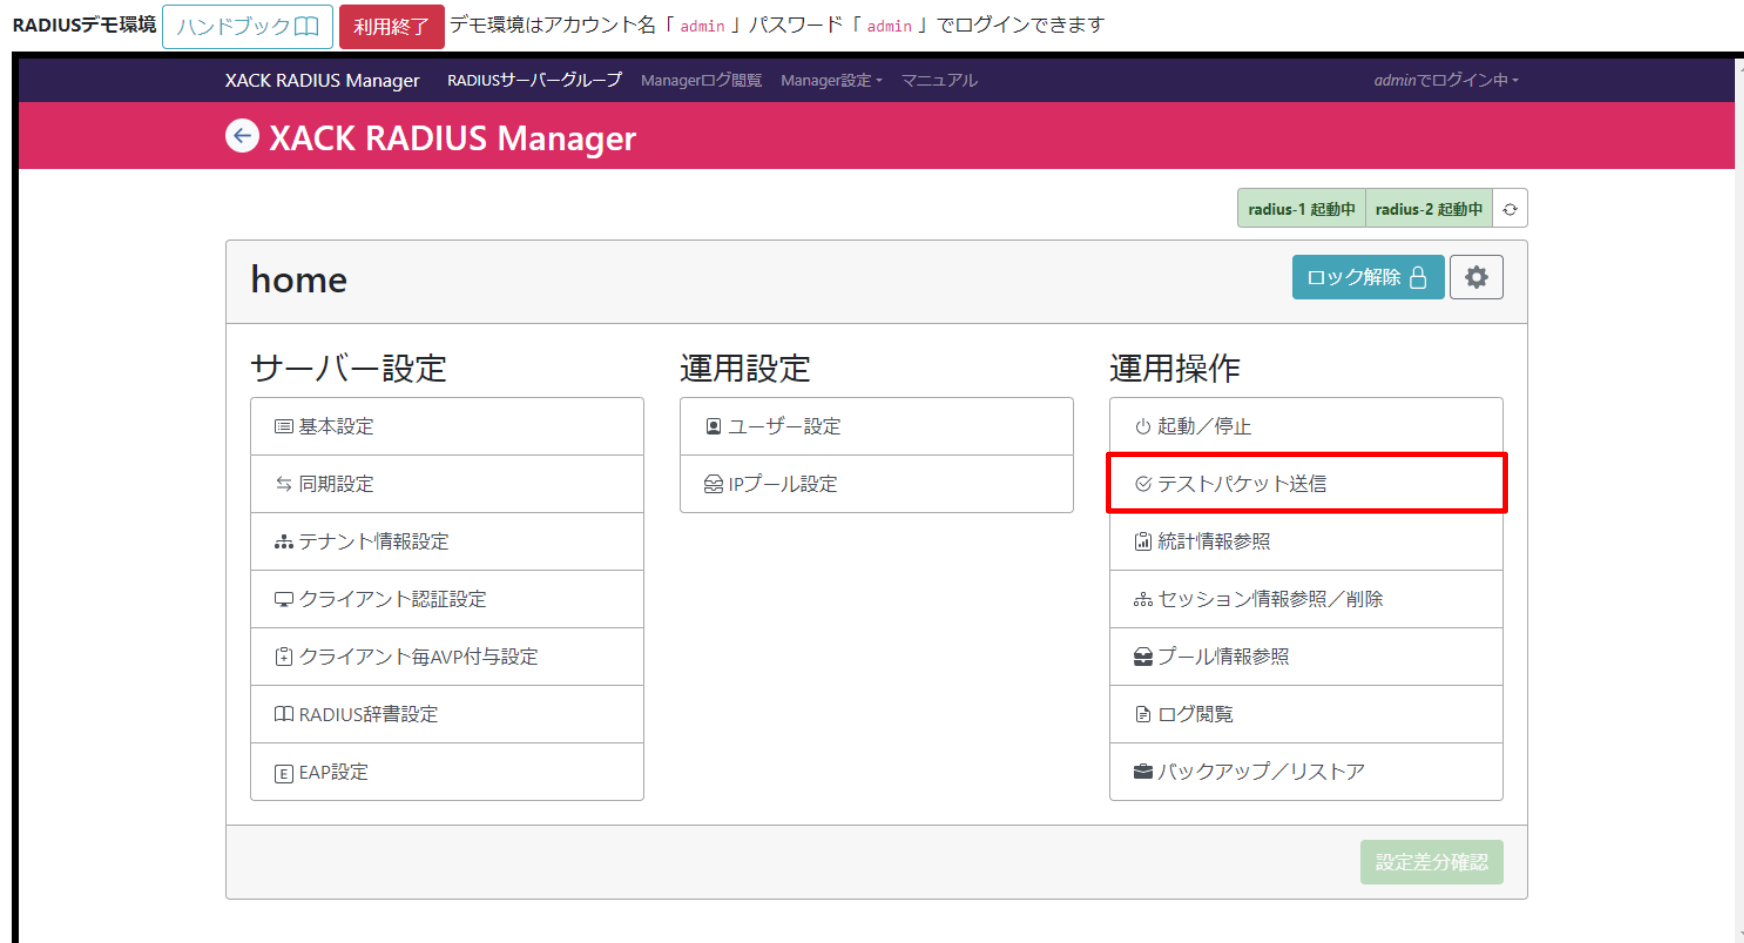 RADIUSデモ環境 ハンドブック 利用終了 デモ環境はアカウント名「 admin 」パスワード「 admin 」でログインできます
XACK RADIUS Manager RADIUSサーバーグループ Managerログ閲覧 Manager設定 マニュアル adminでログイン中
XACK RADIUS Manager
radius-1 起動中 radius-2 起動中
home ロック解除
サーバー設定
基本設定
同期設定
テナント情報設定
クライアント認証設定
クライアント毎AVP付与設定
RADIUS辞書設定
EAP設定
運用設定
ユーザー設定
IPプール設定
運用操作
起動／停止
テストパケット送信
統計情報参照
セッション情報参照／削除
プール情報参照
ログ閲覧
バックアップ／リストア
設定差分確認